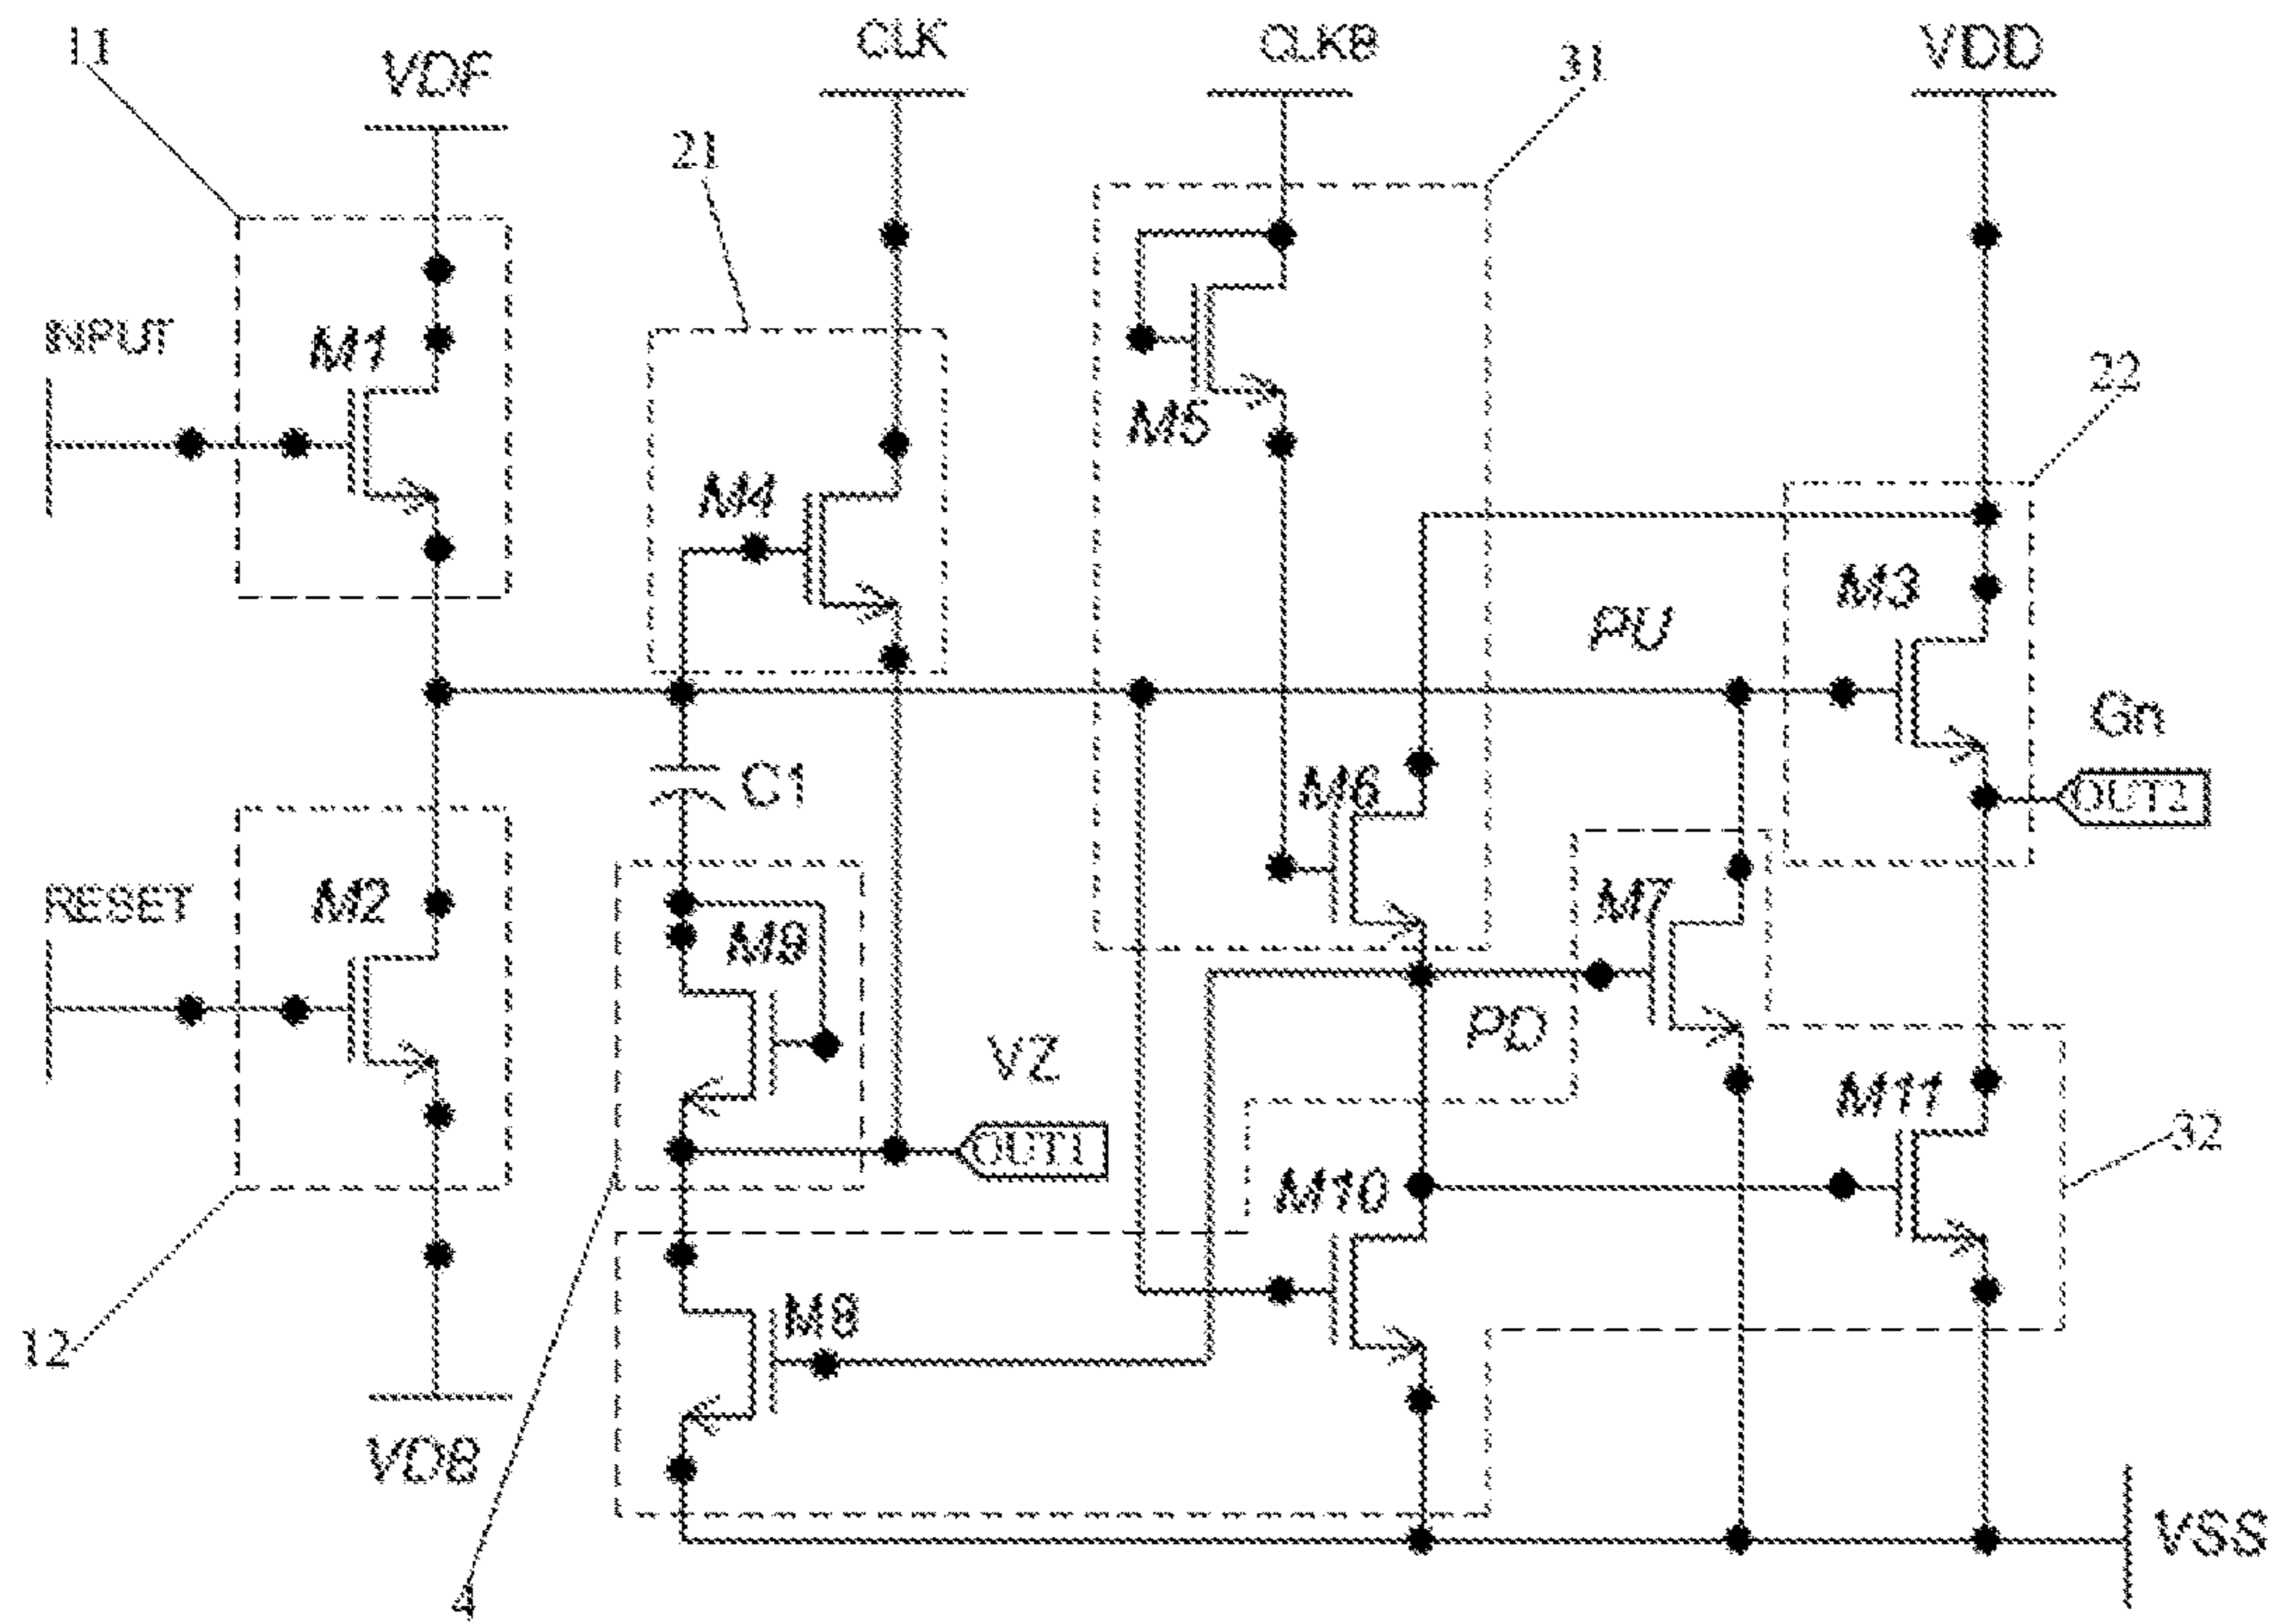 11
VDF
CLK
CLKB
31
VDD
21
INPUT
M1
M5
22
M4
M3
PU
Gn
C1
M6
OUT2
RESET
M2
M9
M7
PD
VZ
M11
OUT1
32
M10
12
M8
VDB
VSS
4